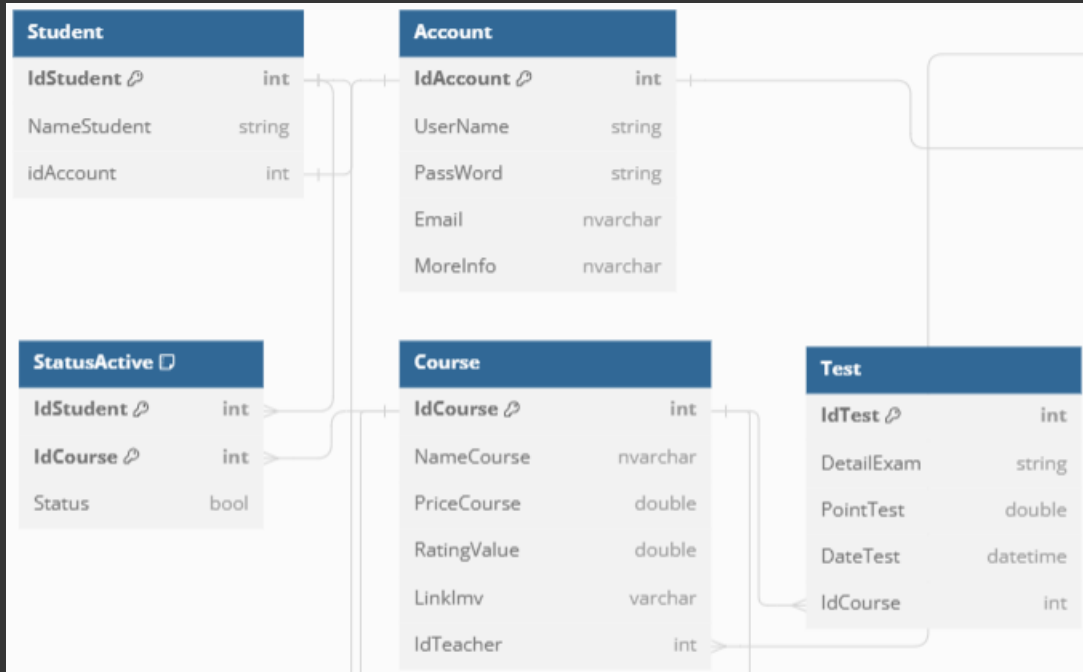 Student
IdStudent int
NameStudent string
idAccount int
Account
IdAccount int
UserName string
PassWord string
Email nvarchar
MoreInfo nvarchar
StatusActive
IdStudent int
IdCourse int
Status bool
Course
IdCourse int
NameCourse nvarchar
PriceCourse double
RatingValue double
LinkImv varchar
IdTeacher int
Test
IdTest int
DetailExam string
PointTest double
DateTest datetime
IdCourse int